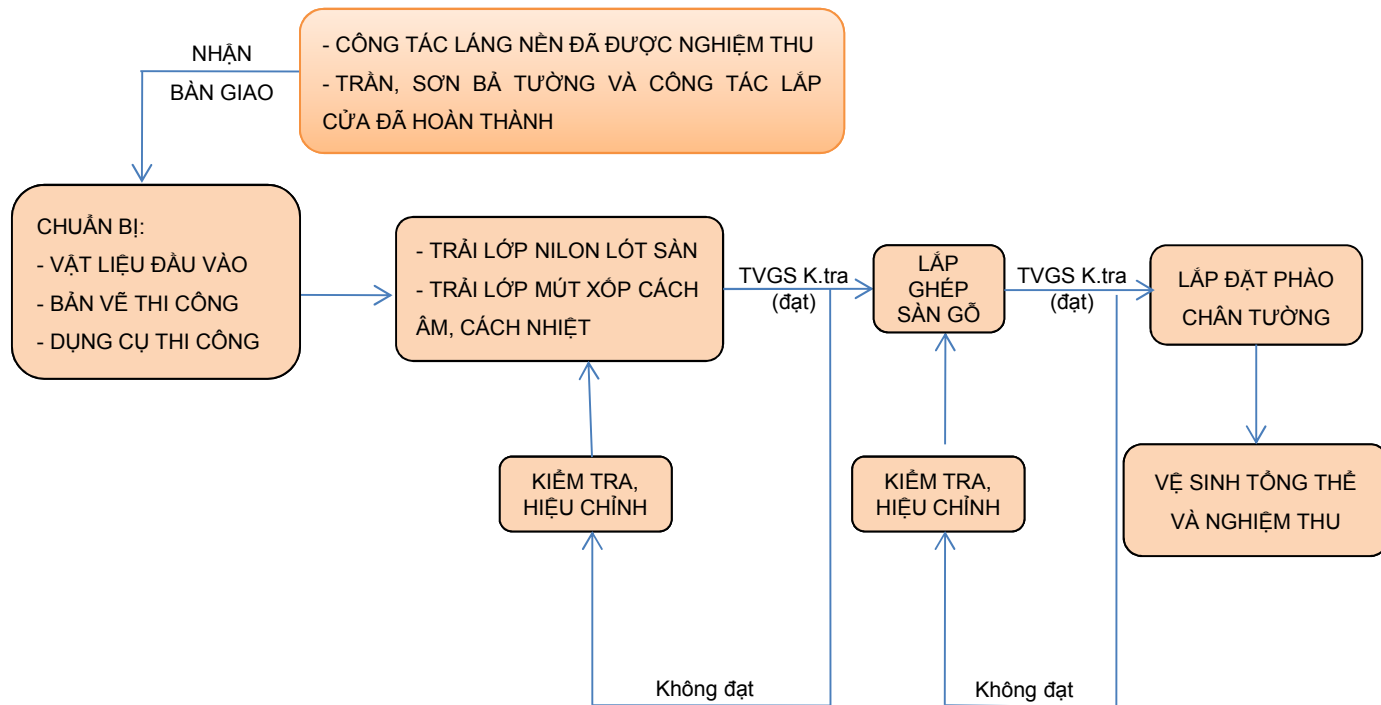 - CÔNG TÁC LÁNG NỀN ĐÃ ĐƯỢC NGHIỆM THU
- TRẦN, SƠN BẢ TƯỜNG VÀ CÔNG TÁC LẮP
CỬA ĐÃ HOÀN THÀNH
NHẬN
BÀN GIAO
CHUẨN BỊ:
- VẬT LIỆU ĐẦU VÀO
- BẢN VẼ THI CÔNG
- DỤNG CỤ THI CÔNG
- TRẢI LỚP NILON LÓT SÀN
- TRẢI LỚP MÚT XỐP CÁCH
ÂM, CÁCH NHIỆT
TVGS K.tra
(đạt)
LẮP
GHÉP
SÀN GỖ
TVGS K.tra
(đạt)
LẮP ĐẶT PHÀO
CHÂN TƯỜNG
KIỂM TRA,
HIỆU CHỈNH
KIỂM TRA,
HIỆU CHỈNH
VỆ SINH TỔNG THỂ
VÀ NGHIỆM THU
Không đạt
Không đạt